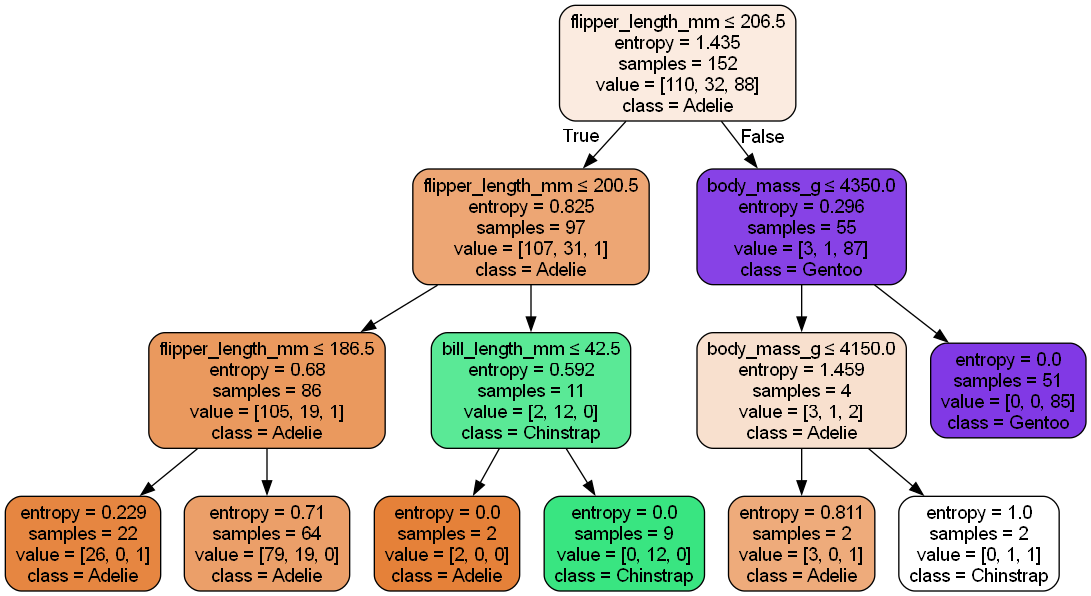 flipper_length_mm ≤ 206.5
entropy = 1.435
samples = 152
value = [110, 32, 88]
class = Adelie
True
False
flipper_length_mm ≤ 200.5
entropy = 0.825
samples = 97
value = [107, 31, 1]
class = Adelie
body_mass_g ≤ 4350.0
entropy = 0.296
samples = 55
value = [3, 1, 87]
class = Gentoo
flipper_length_mm ≤ 186.5
entropy = 0.68
samples = 86
value = [105, 19, 1]
class = Adelie
bill_length_mm ≤ 42.5
entropy = 0.592
samples = 11
value = [2, 12, 0]
class = Chinstrap
body_mass_g ≤ 4150.0
entropy = 1.459
samples = 4
value = [3, 1, 2]
class = Adelie
entropy = 0.0
samples = 51
value = [0, 0, 85]
class = Gentoo
entropy = 0.229
samples = 22
value = [26, 0, 1]
class = Adelie
entropy = 0.71
samples = 64
value = [79, 19, 0]
class = Adelie
entropy = 0.0
samples = 2
value = [2, 0, 0]
class = Adelie
entropy = 0.0
samples = 9
value = [0, 12, 0]
class = Chinstrap
entropy = 0.811
samples = 2
value = [3, 0, 1]
class = Adelie
entropy = 1.0
samples = 2
value = [0, 1, 1]
class = Chinstrap